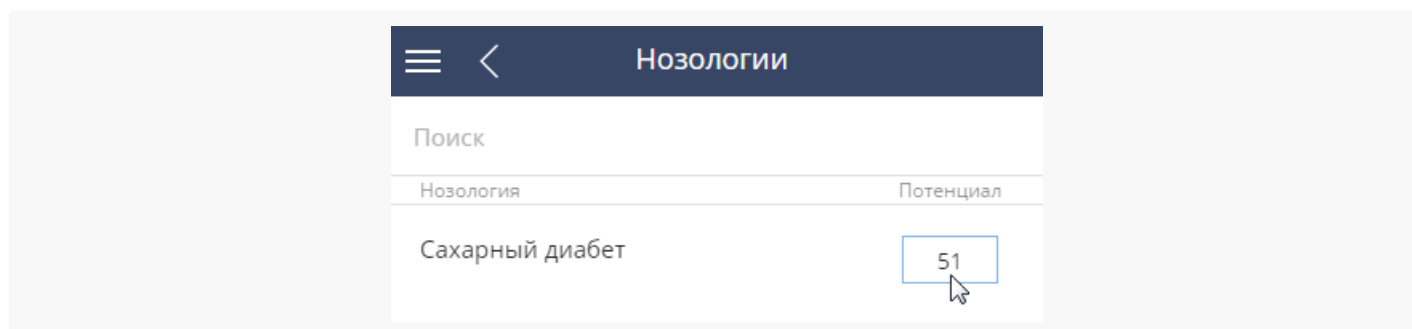 Нозологии
Поиск
Нозология Потенциал
Сахарный диабет 51